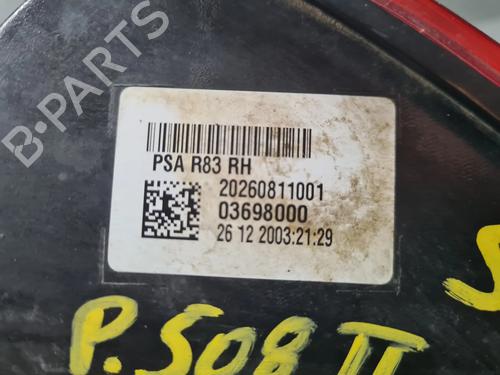 B-PARTS
PSA R83 RH
20260811001
03698000
26 12 2003:21:29
P.508 II
S